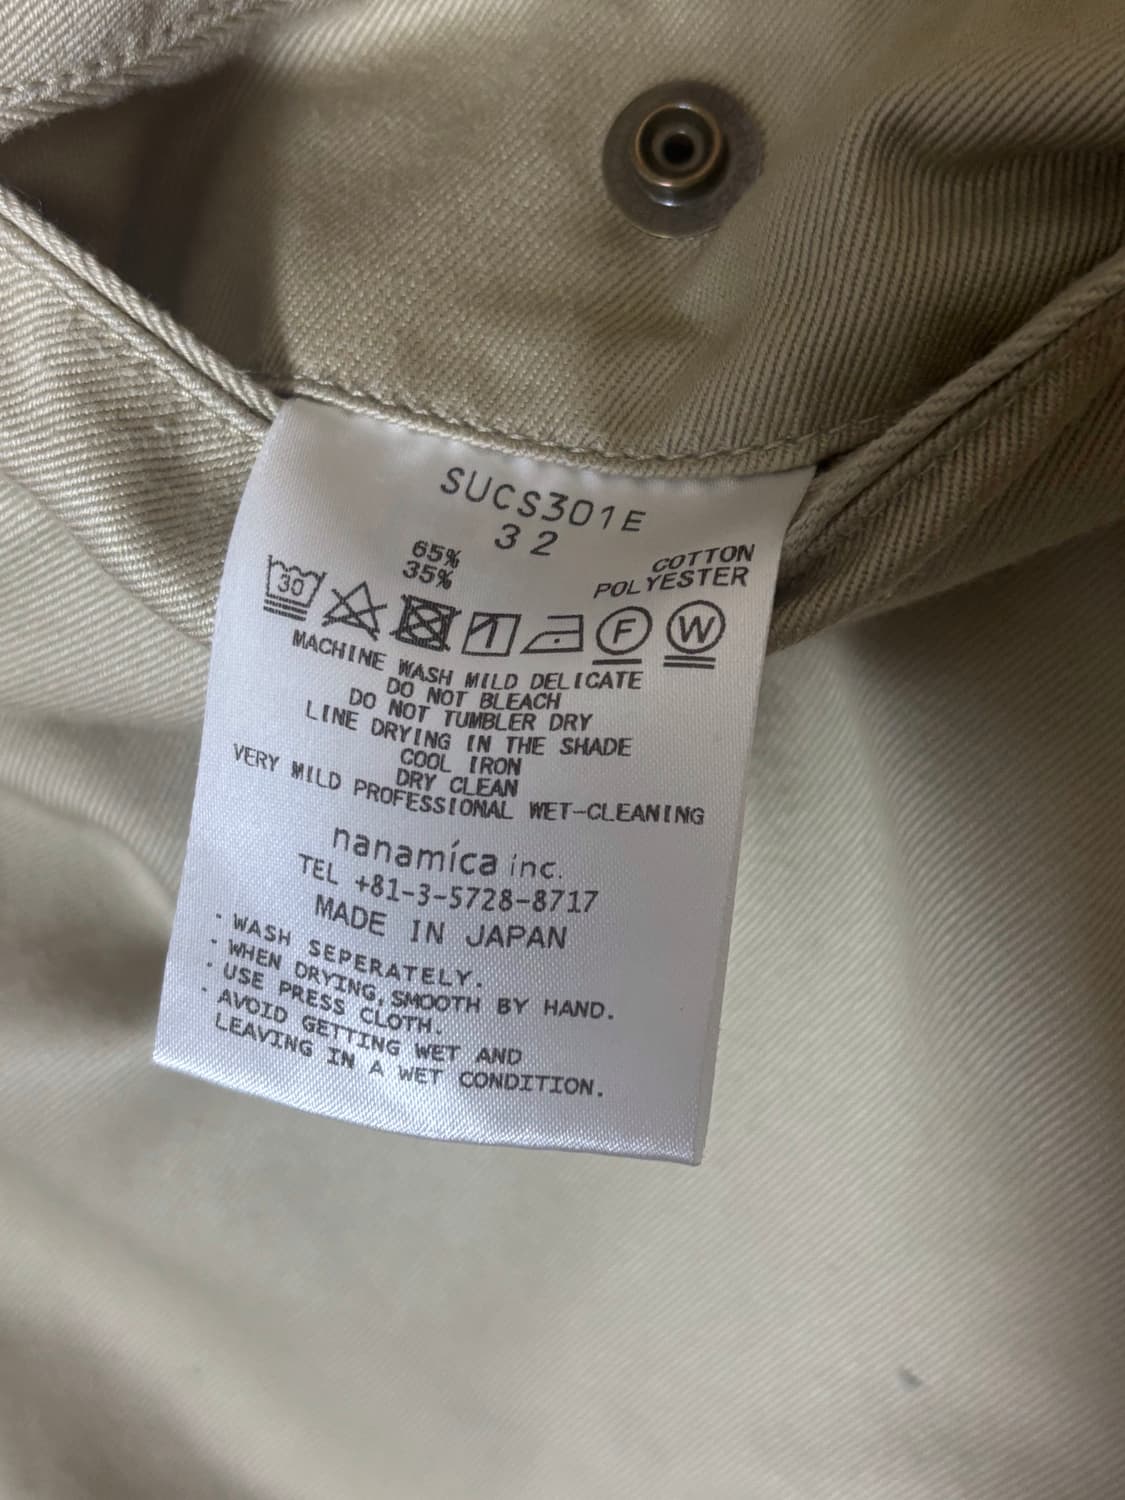 SUCS301E
32
65% COTTON
35% POLYESTER
30 F W
MACHINE WASH MILD DELICATE
DO NOT BLEACH
DO NOT TUMBLER DRY
LINE DRYING IN THE SHADE
COOL IRON
DRY CLEAN
VERY MILD PROFESSIONAL WET-CLEANING
nanamica inc.
TEL +81-3-5728-8717
MADE IN JAPAN
・WASH SEPERATELY.
・WHEN DRYING, SMOOTH BY HAND.
・USE PRESS CLOTH.
・AVOID GETTING WET AND
LEAVING IN A WET CONDITION.